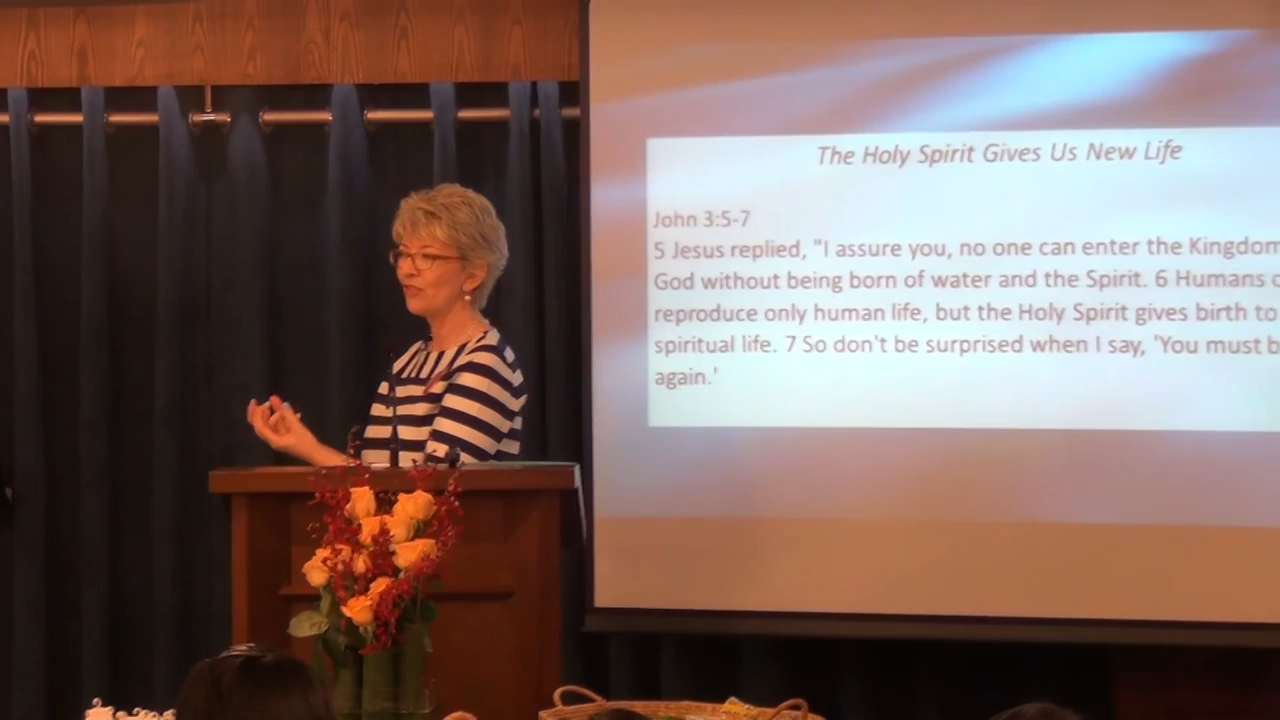 The Holy Spirit Gives Us New Life
John 3:5-7
5 Jesus replied, "I assure you, no one can enter the Kingdom
God without being born of water and the Spirit. 6 Humans
reproduce only human life, but the Holy Spirit gives birth to
spiritual life. 7 So don't be surprised when I say, 'You must
again.'